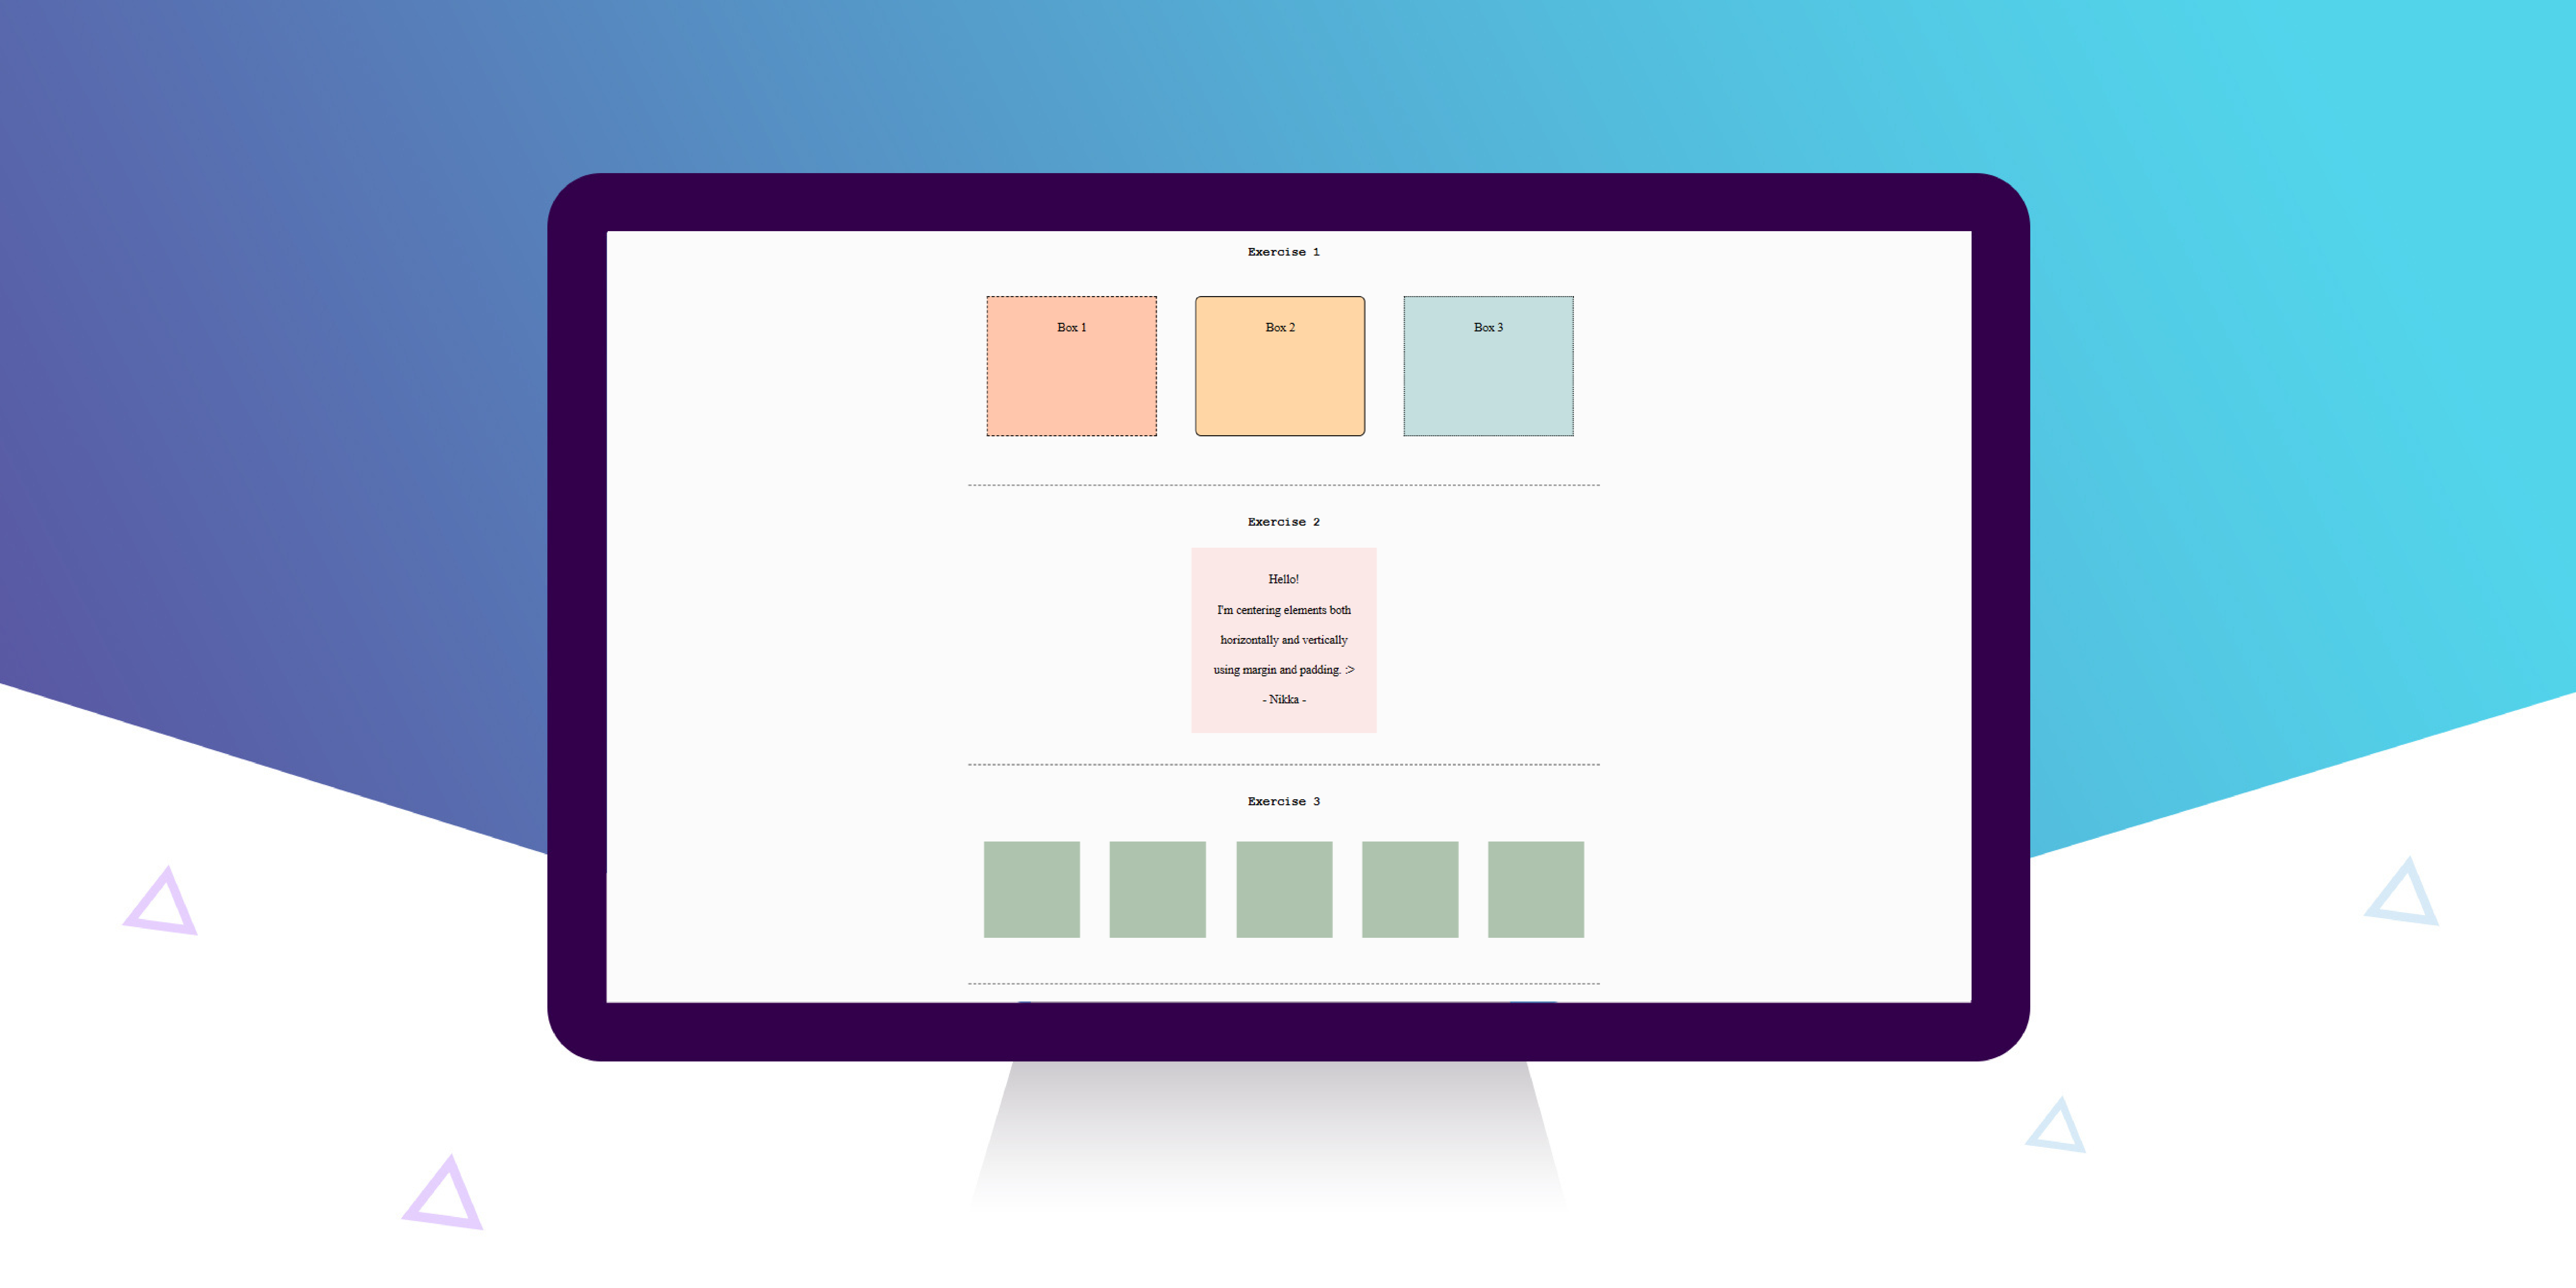 Exercise 1
Box 1 Box 2 Box 3
Exercise 2
Hello!
I'm centering elements both
horizontally and vertically
using margin and padding. :>
- Nikka -
Exercise 3